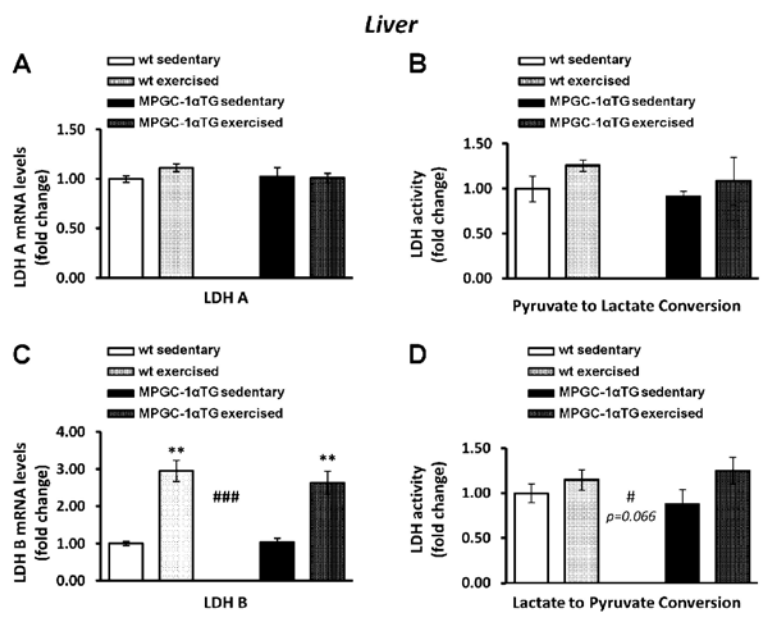 Liver
A
wt sedentary
wt exercised
MPGC-1αTG sedentary
MPGC-1αTG exercised
LDH A mRNA levels
(fold change)
1.50
1.00
0.50
0.00
LDH A
B
wt sedentary
wt exercised
MPGC-1αTG sedentary
MPGC-1αTG exercised
LDH activity
(fold change)
1.50
1.00
0.50
0.00
Pyruvate to Lactate Conversion
C
wt sedentary
wt exercised
MPGC-1αTG sedentary
MPGC-1αTG exercised
LDH B mRNA levels
(fold change)
4.00
3.00
2.00
1.00
0.00
**
###
**
LDH B
D
wt sedentary
wt exercised
MPGC-1αTG sedentary
MPGC-1αTG exercised
LDH activity
(fold change)
1.50
1.00
0.50
0.00
#
p=0.066
Lactate to Pyruvate Conversion